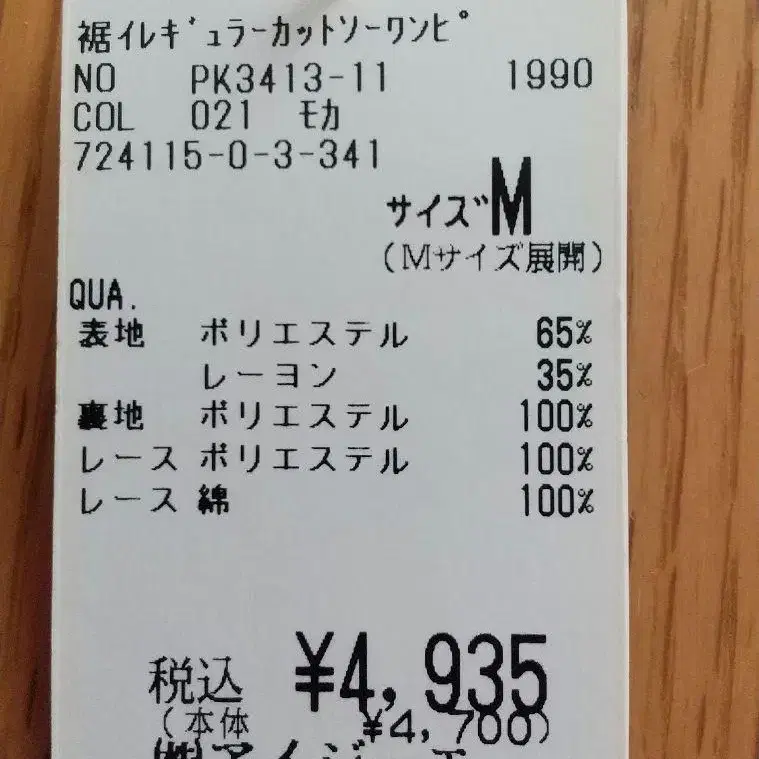 裾ｲﾚｷﾞｭﾗｰｶｯﾄｿｰﾜﾝﾋﾟ
NO PK3413-11 1990
COL 021 ﾓｶ
724115-0-3-341
サイズM
(Mサイズ展開)
QUA.
表地 ポリエステル 65%
レーヨン 35%
裏地 ポリエステル 100%
レース ポリエステル 100%
レース 綿 100%
税込 ¥4,935
(本体 ¥4,700)